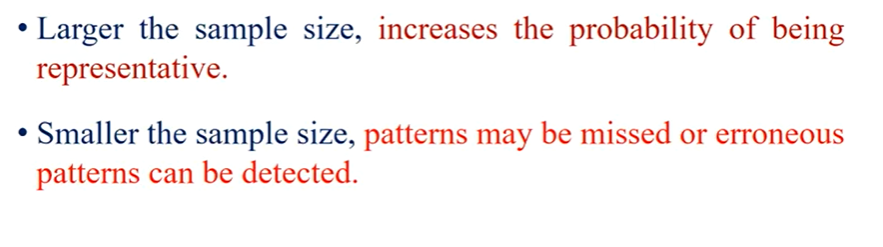 • Larger the sample size, increases the probability of being
representative.
• Smaller the sample size, patterns may be missed or erroneous
patterns can be detected.